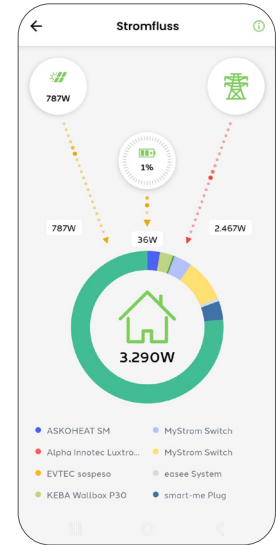 Stromfluss
787W
1%
787W
36W
2.467W
3.290W
ASKOHEAT SM
MyStrom Switch
Alpha Innotec Luxtro...
MyStrom Switch
EVTEC sospeso
easee System
KEBA Wallbox P30
smart-me Plug